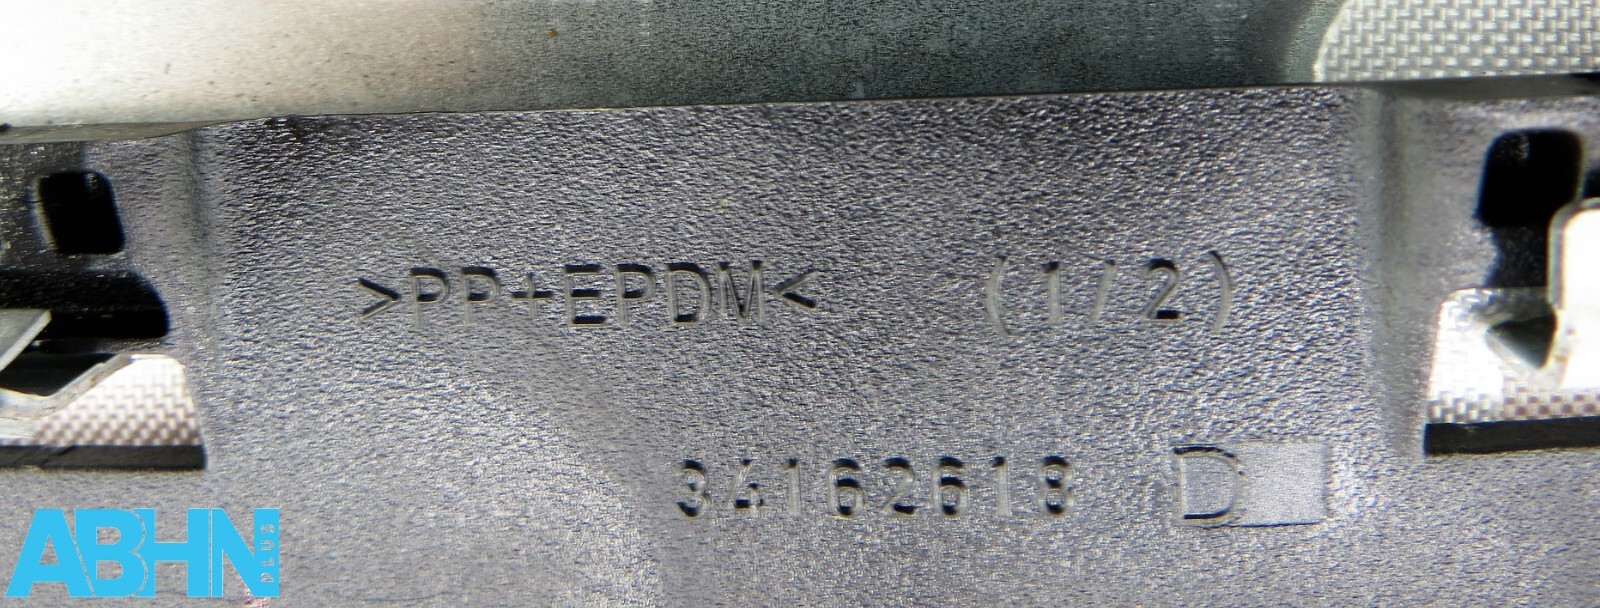 >PP+EPDM< (1/2)
34162618 D
ABHN PLUS